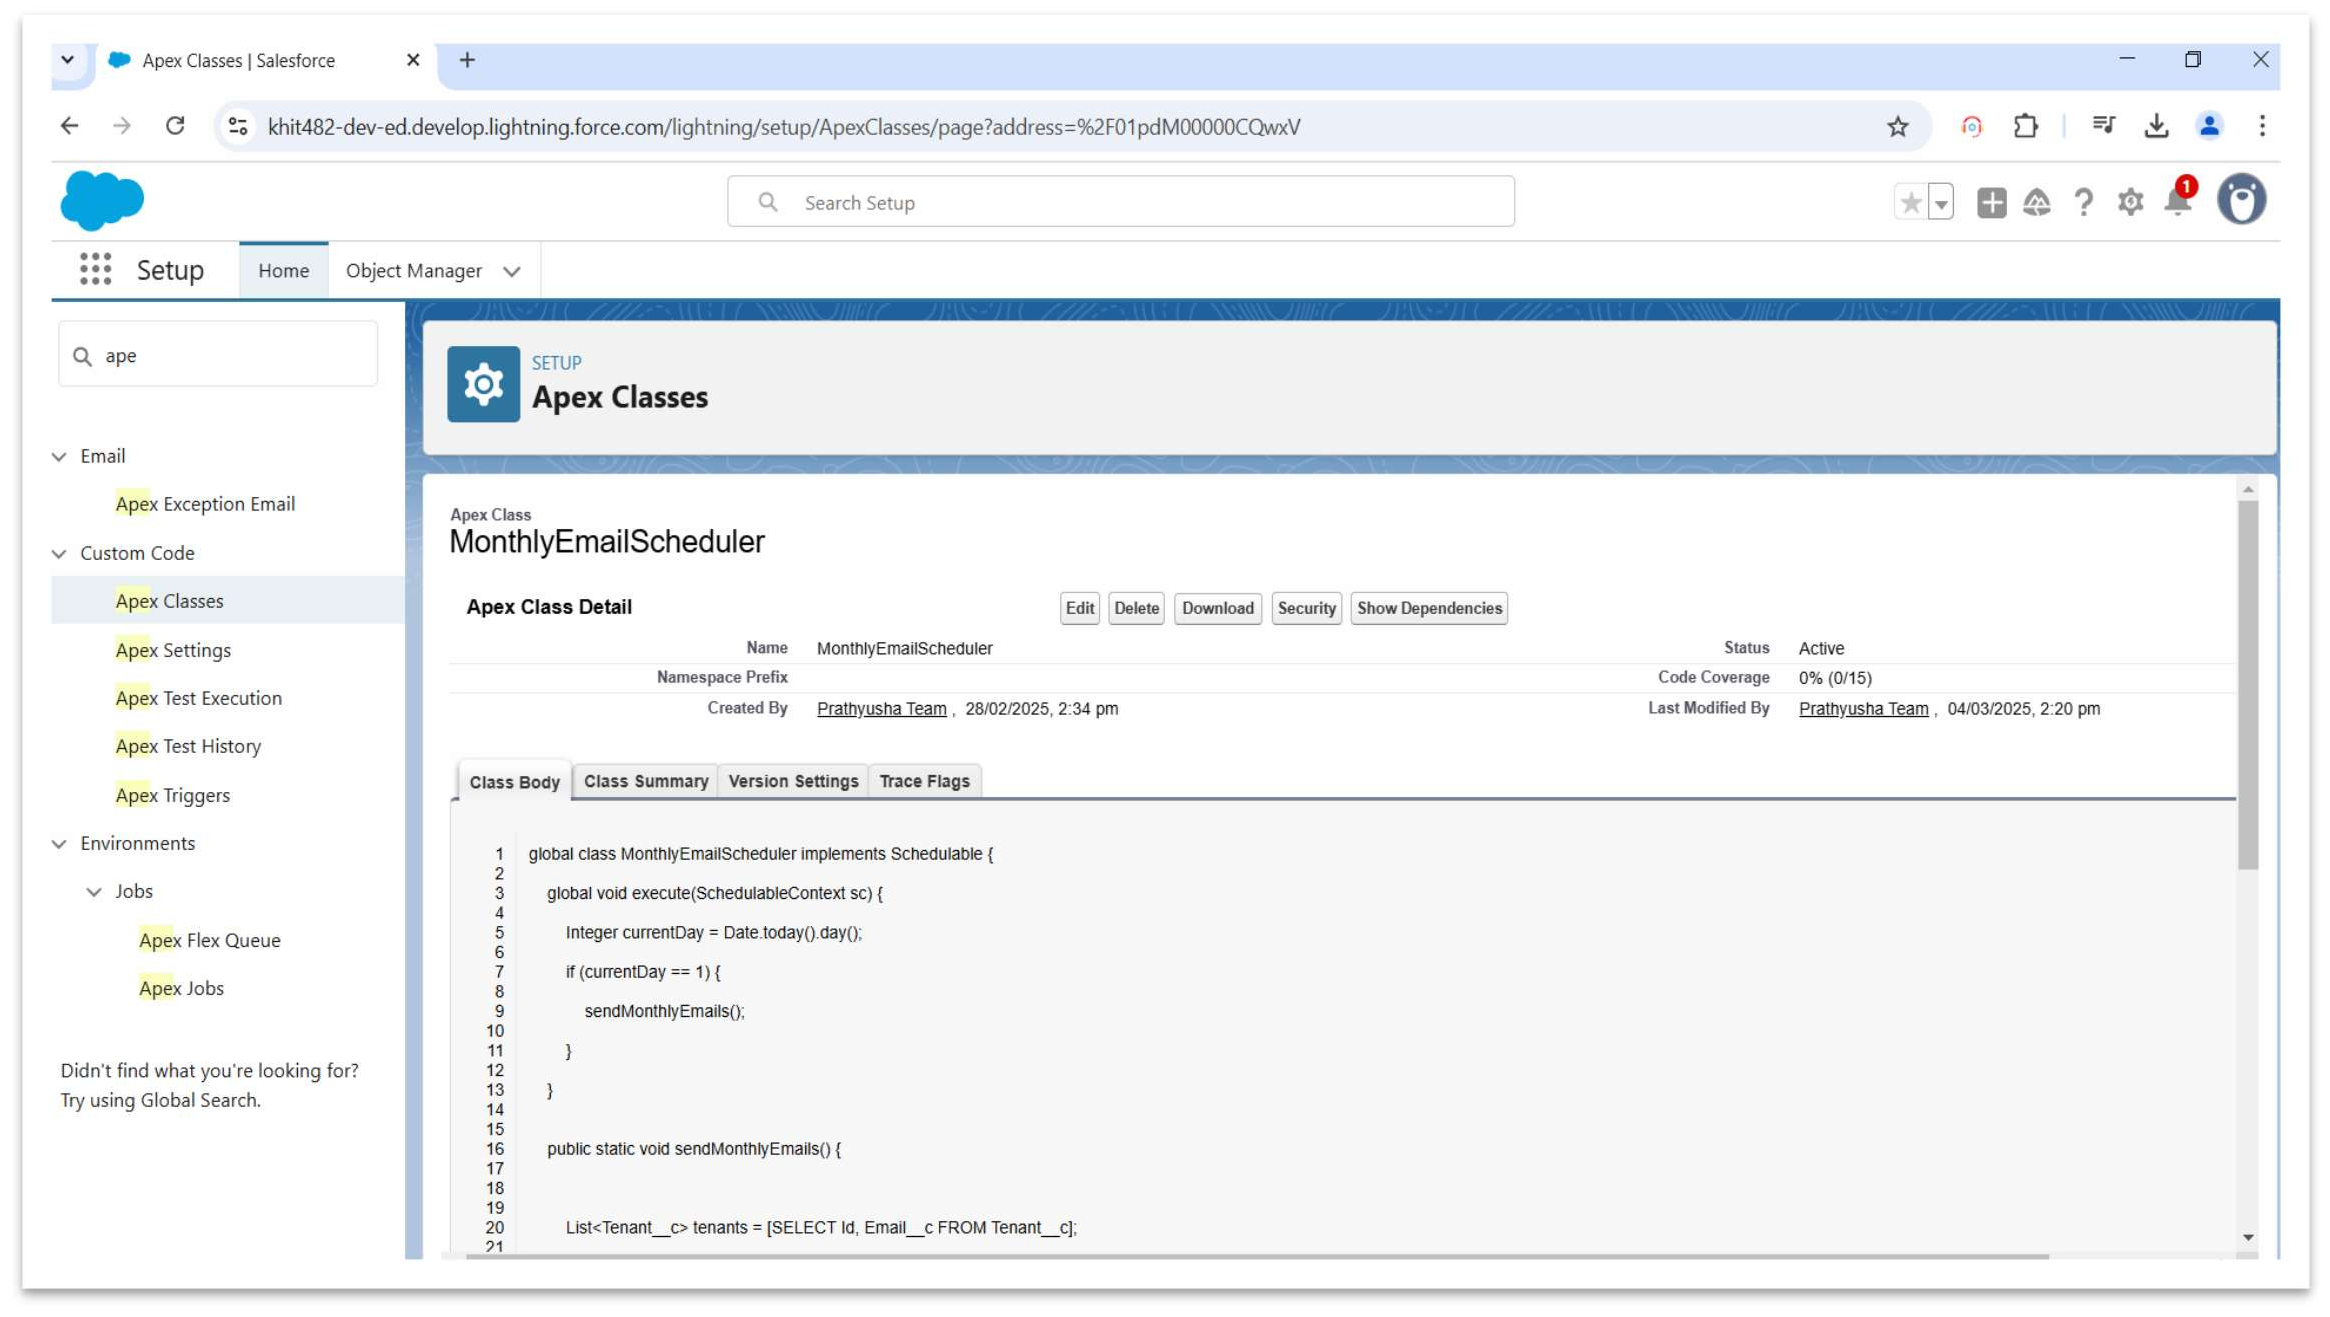 Apex Classes | Salesforce
khit482-dev-ed.develop.lightning.force.com/lightning/setup/ApexClasses/page?address=%2F01pdM00000CQwxV
Search Setup
1
Setup
Home
Object Manager
ape
Email
Apex Exception Email
Custom Code
Apex Classes
Apex Settings
Apex Test Execution
Apex Test History
Apex Triggers
Environments
Jobs
Apex Flex Queue
Apex Jobs
Didn't find what you're looking for?
Try using Global Search.
SETUP
Apex Classes
Apex Class
MonthlyEmailScheduler
Apex Class Detail
Edit Delete Download Security Show Dependencies
Name MonthlyEmailScheduler Status Active
Namespace Prefix Code Coverage 0% (0/15)
Created By Prathyusha Team , 28/02/2025, 2:34 pm Last Modified By Prathyusha Team , 04/03/2025, 2:20 pm
Class Body Class Summary Version Settings Trace Flags
1 global class MonthlyEmailScheduler implements Schedulable {
2
3 global void execute(SchedulableContext sc) {
4
5 Integer currentDay = Date.today().day();
6
7 if (currentDay == 1) {
8
9 sendMonthlyEmails();
10
11 }
12
13 }
14
15
16 public static void sendMonthlyEmails() {
17
18
19
20 List<Tenant__c> tenants = [SELECT Id, Email__c FROM Tenant__c];
21